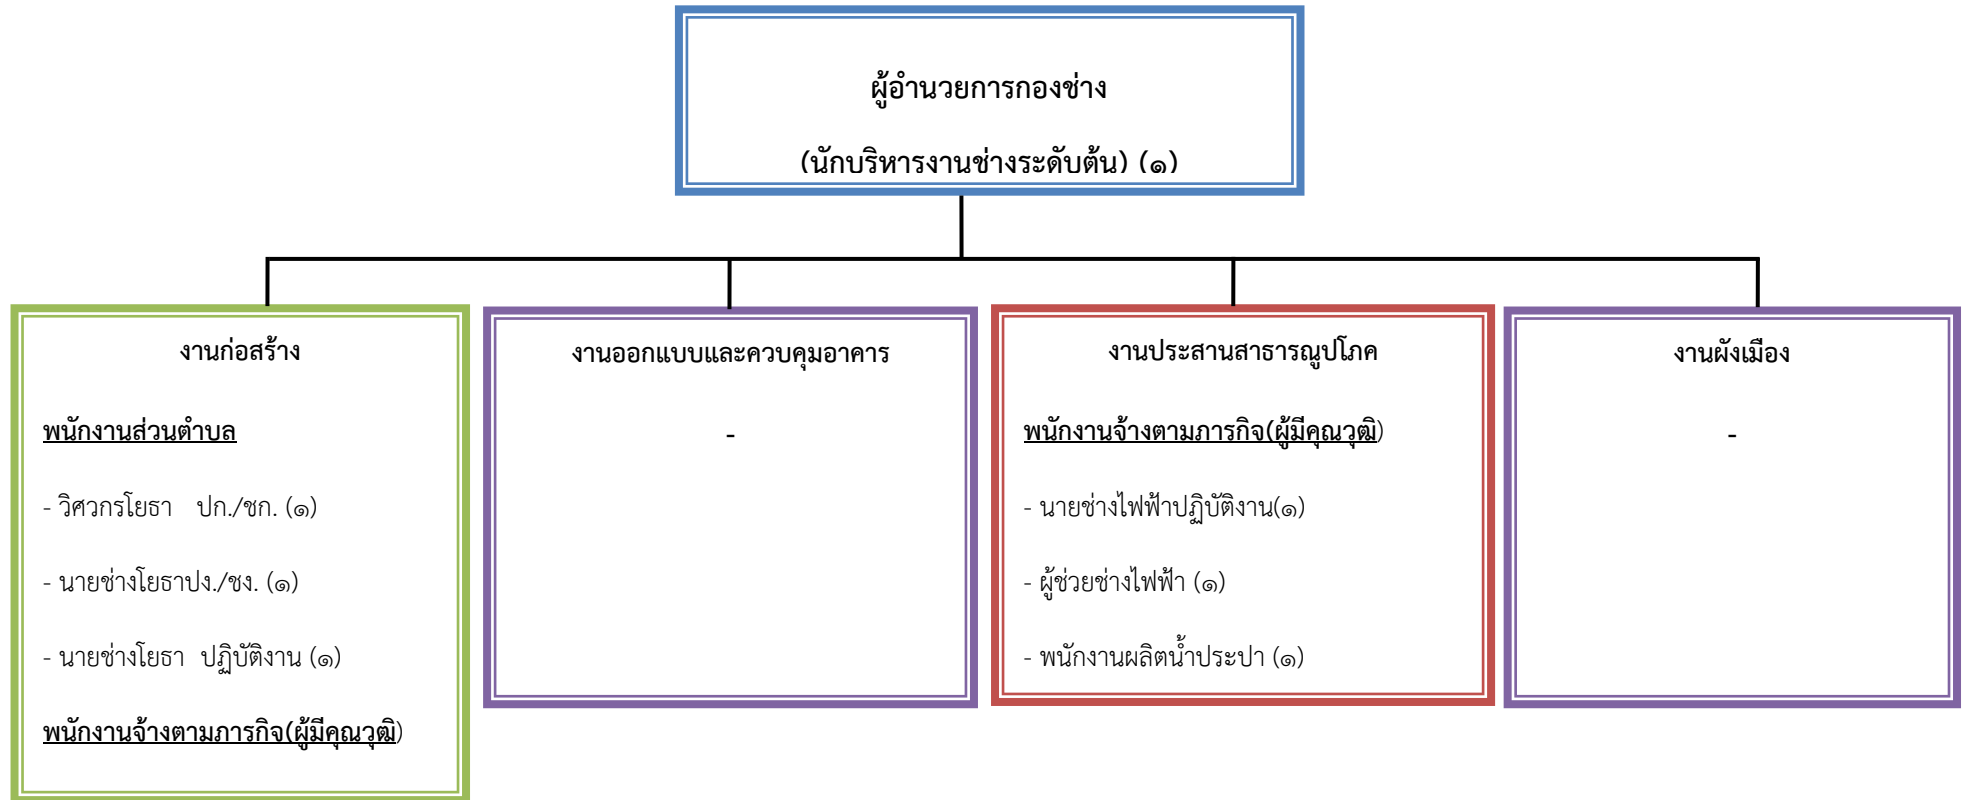 ผู้อำนวยการกองช่าง
(นักบริหารงานช่างระดับต้น) (๑)
งานก่อสร้าง
พนักงานส่วนตำบล
- วิศวกรโยธา ปก./ชก. (๑)
- นายช่างโยธาปง./ชง. (๑)
- นายช่างโยธา ปฏิบัติงาน (๑)
พนักงานจ้างตามภารกิจ(ผู้มีคุณวุฒิ)
งานออกแบบและควบคุมอาคาร
-
งานประสานสาธารณูปโภค
พนักงานจ้างตามภารกิจ(ผู้มีคุณวุฒิ)
- นายช่างไฟฟ้าปฏิบัติงาน(๑)
- ผู้ช่วยช่างไฟฟ้า (๑)
- พนักงานผลิตน้ำประปา (๑)
งานผังเมือง
-